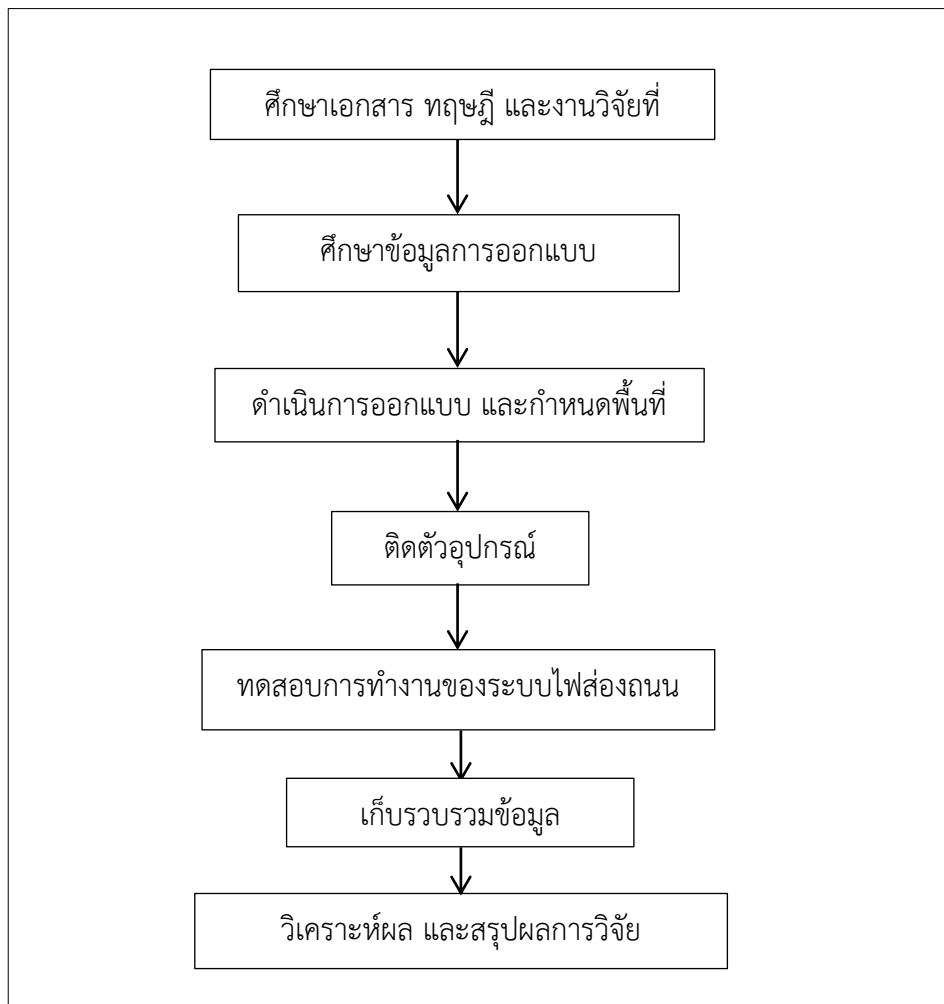 ศึกษาเอกสาร ทฤษฎี และงานวิจัยที่
ศึกษาข้อมูลการออกแบบ
ดำเนินการออกแบบ และกำหนดพื้นที่
ติดตัวอุปกรณ์
ทดสอบการทำงานของระบบไฟส่องถนน
เก็บรวบรวมข้อมูล
วิเคราะห์ผล และสรุปผลการวิจัย